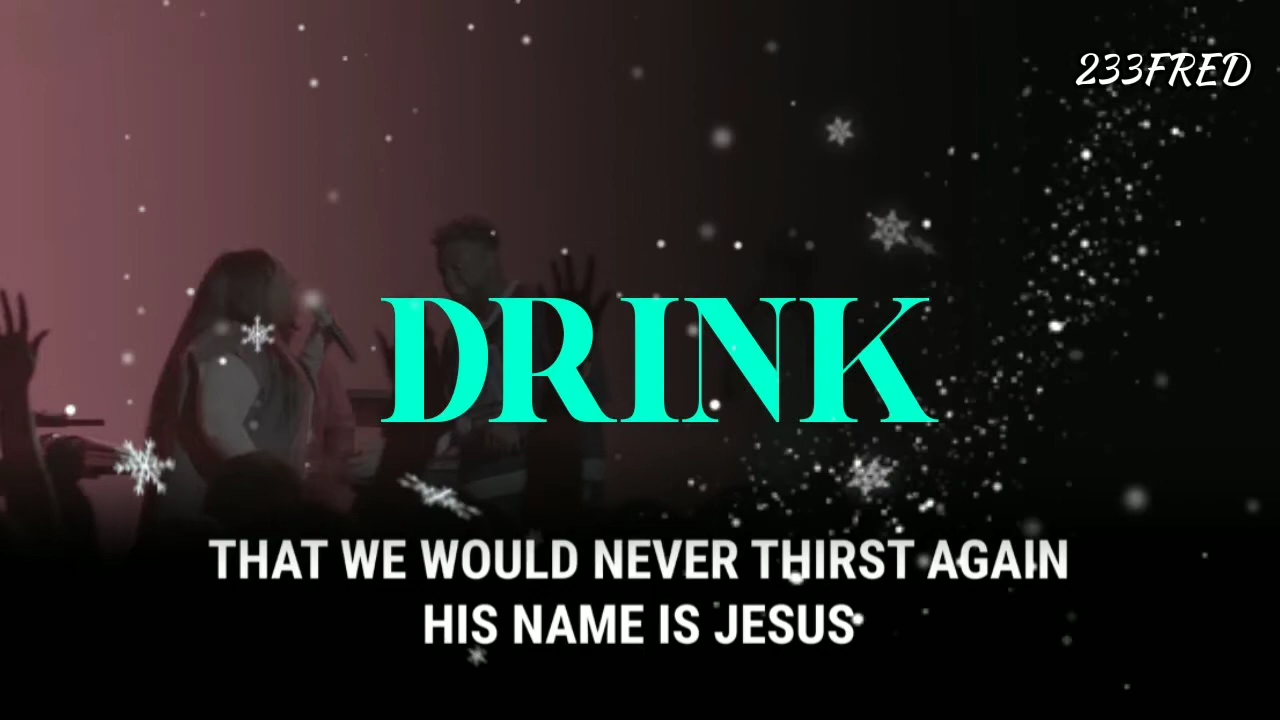 233FRED
DRINK
THAT WE WOULD NEVER THIRST AGAIN
HIS NAME IS JESUS